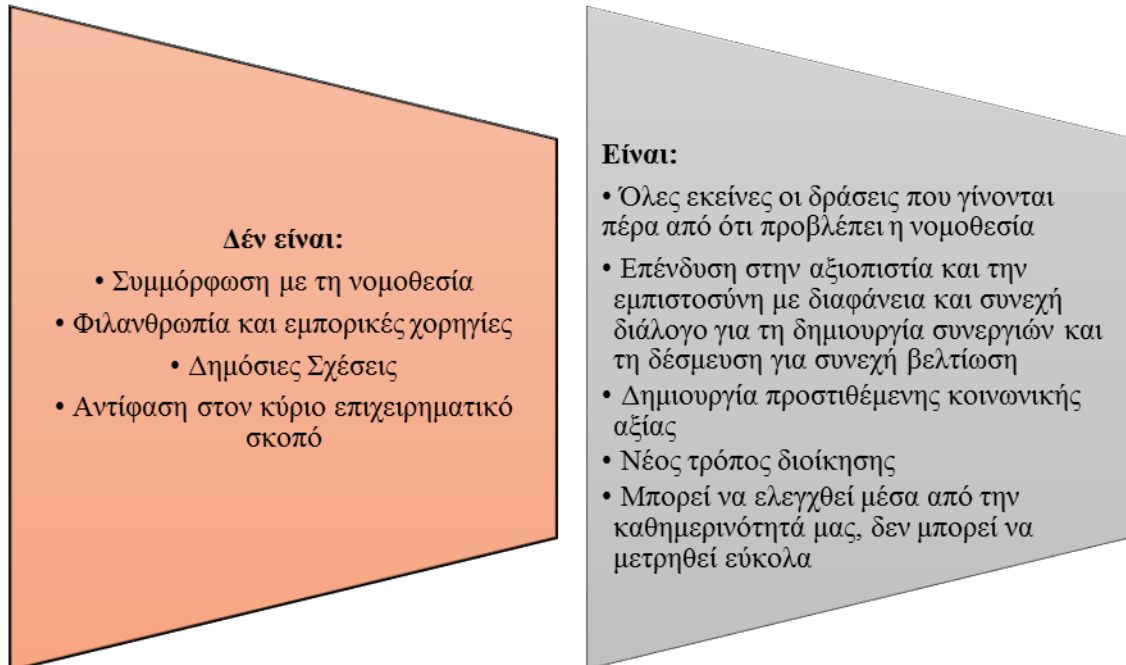 Δέν είναι:
• Συμμόρφωση με τη νομοθεσία
• Φιλανθρωπία και εμπορικές χορηγίες
• Δημόσιες Σχέσεις
• Αντίφαση στον κύριο επιχειρηματικό
σκοπό
Είναι:
• Όλες εκείνες οι δράσεις που γίνονται
πέρα από ότι προβλέπει η νομοθεσία
• Επένδυση στην αξιοπιστία και την
εμπιστοσύνη με διαφάνεια και συνεχή
διάλογο για τη δημιουργία συνεργιών και
τη δέσμευση για συνεχή βελτίωση
• Δημιουργία προστιθέμενης κοινωνικής
αξίας
• Νέος τρόπος διοίκησης
• Μπορεί να ελεγχθεί μέσα από την
καθημερινότητά μας, δεν μπορεί να
μετρηθεί εύκολα